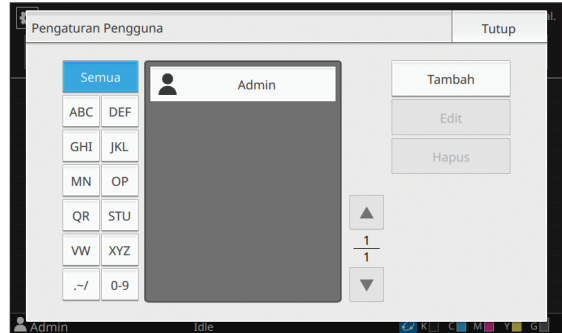 Pengaturan Pengguna
Tutup
Semua
ABC DEF
GHI JKL
MN OP
QR STU
VW XYZ
.~/ 0-9
Admin
1
1
Tambah
Edit
Hapus
Admin
Idle
K C M Y G